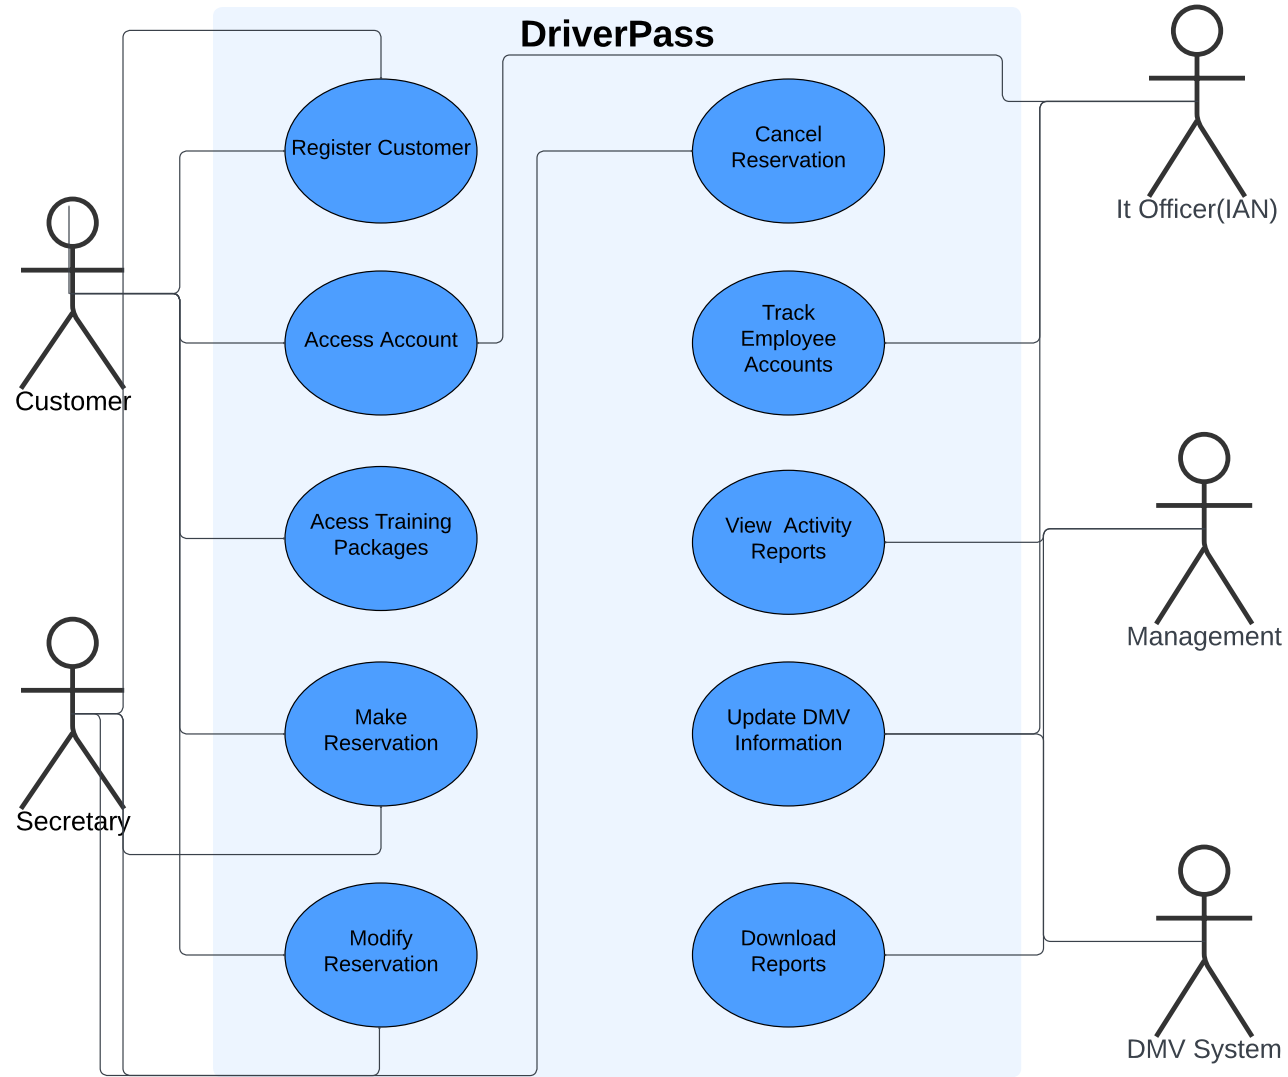 DriverPass
Register Customer
Cancel
Reservation
It Officer(IAN)
Customer
Access Account
Track
Employee
Accounts
Acess Training
Packages
View  Activity
Reports
Management
Secretary
Make
Reservation
Update DMV
Information
Modify
Reservation
Download
Reports
DMV System